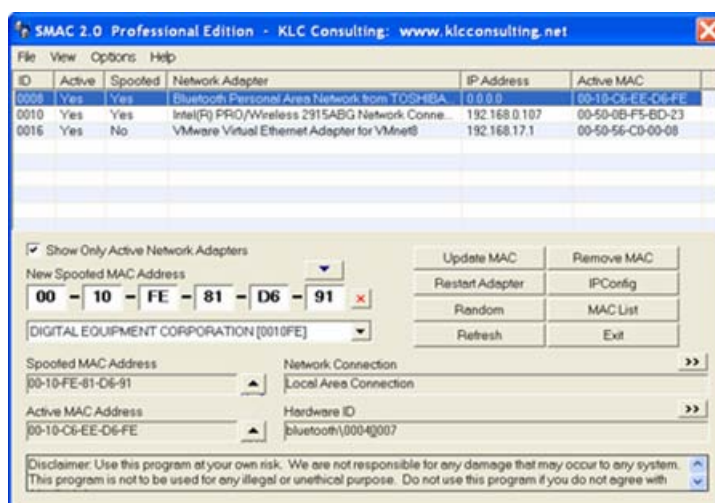 SMAC 2.0 Professional Edition - KLC Consulting: www.klcconsulting.net
File View Options Help
ID Active Spoofed Network Adapter IP Address Active MAC
0008 Yes Yes Bluetooth Personal Area Network from TOSHIBA... 0.0.0.0 00-10-C6-EE-D6-FE
0010 Yes Yes Intel(R) PRO/Wireless 2915ABG Network Conne... 192.168.0.107 00-50-0B-F5-BD-23
0016 Yes No VMware Virtual Ethernet Adapter for VMnet8 192.168.17.1 00-50-56-C0-00-08
Show Only Active Network Adapters
New Spoofed MAC Address
00 - 10 - FE - 81 - D6 - 91
DIGITAL EQUIPMENT CORPORATION [0010FE]
Update MAC Remove MAC
Restart Adapter IPConfig
Random MAC List
Refresh Exit
Spoofed MAC Address Network Connection >>
00-10-FE-81-D6-91 Local Area Connection
Active MAC Address Hardware ID >>
00-10-C6-EE-D6-FE
Disclaimer: Use this program at your own risk. We are not responsible for any damage that may occur to any system.
This program is not to be used for any illegal or unethical purpose. Do not use this program if you do not agree with